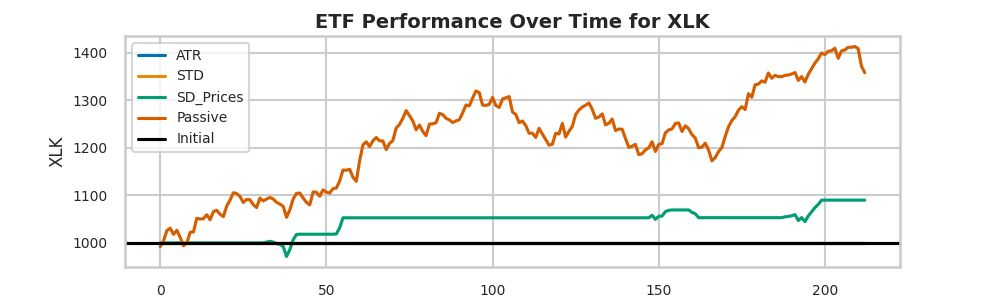 ETF Performance Over Time for XLK
ATR
STD
SD_Prices
Passive
Initial
XLK
1400
1300
1200
1100
1000
0 50 100 150 200